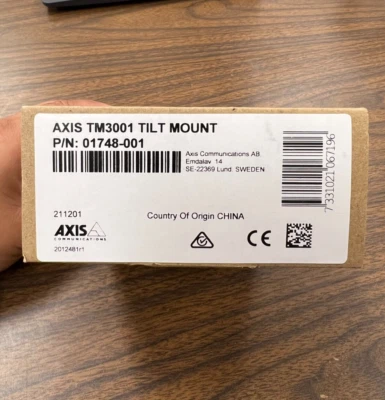 AXIS TM3001 TILT MOUNT
P/N: 01748-001
Axis Communications AB
Emdalav. 14
SE-22369 Lund SWEDEN
7331021067196
211201
Country Of Origin CHINA
AXIS
COMMUNICATIONS
2012481r1
CE